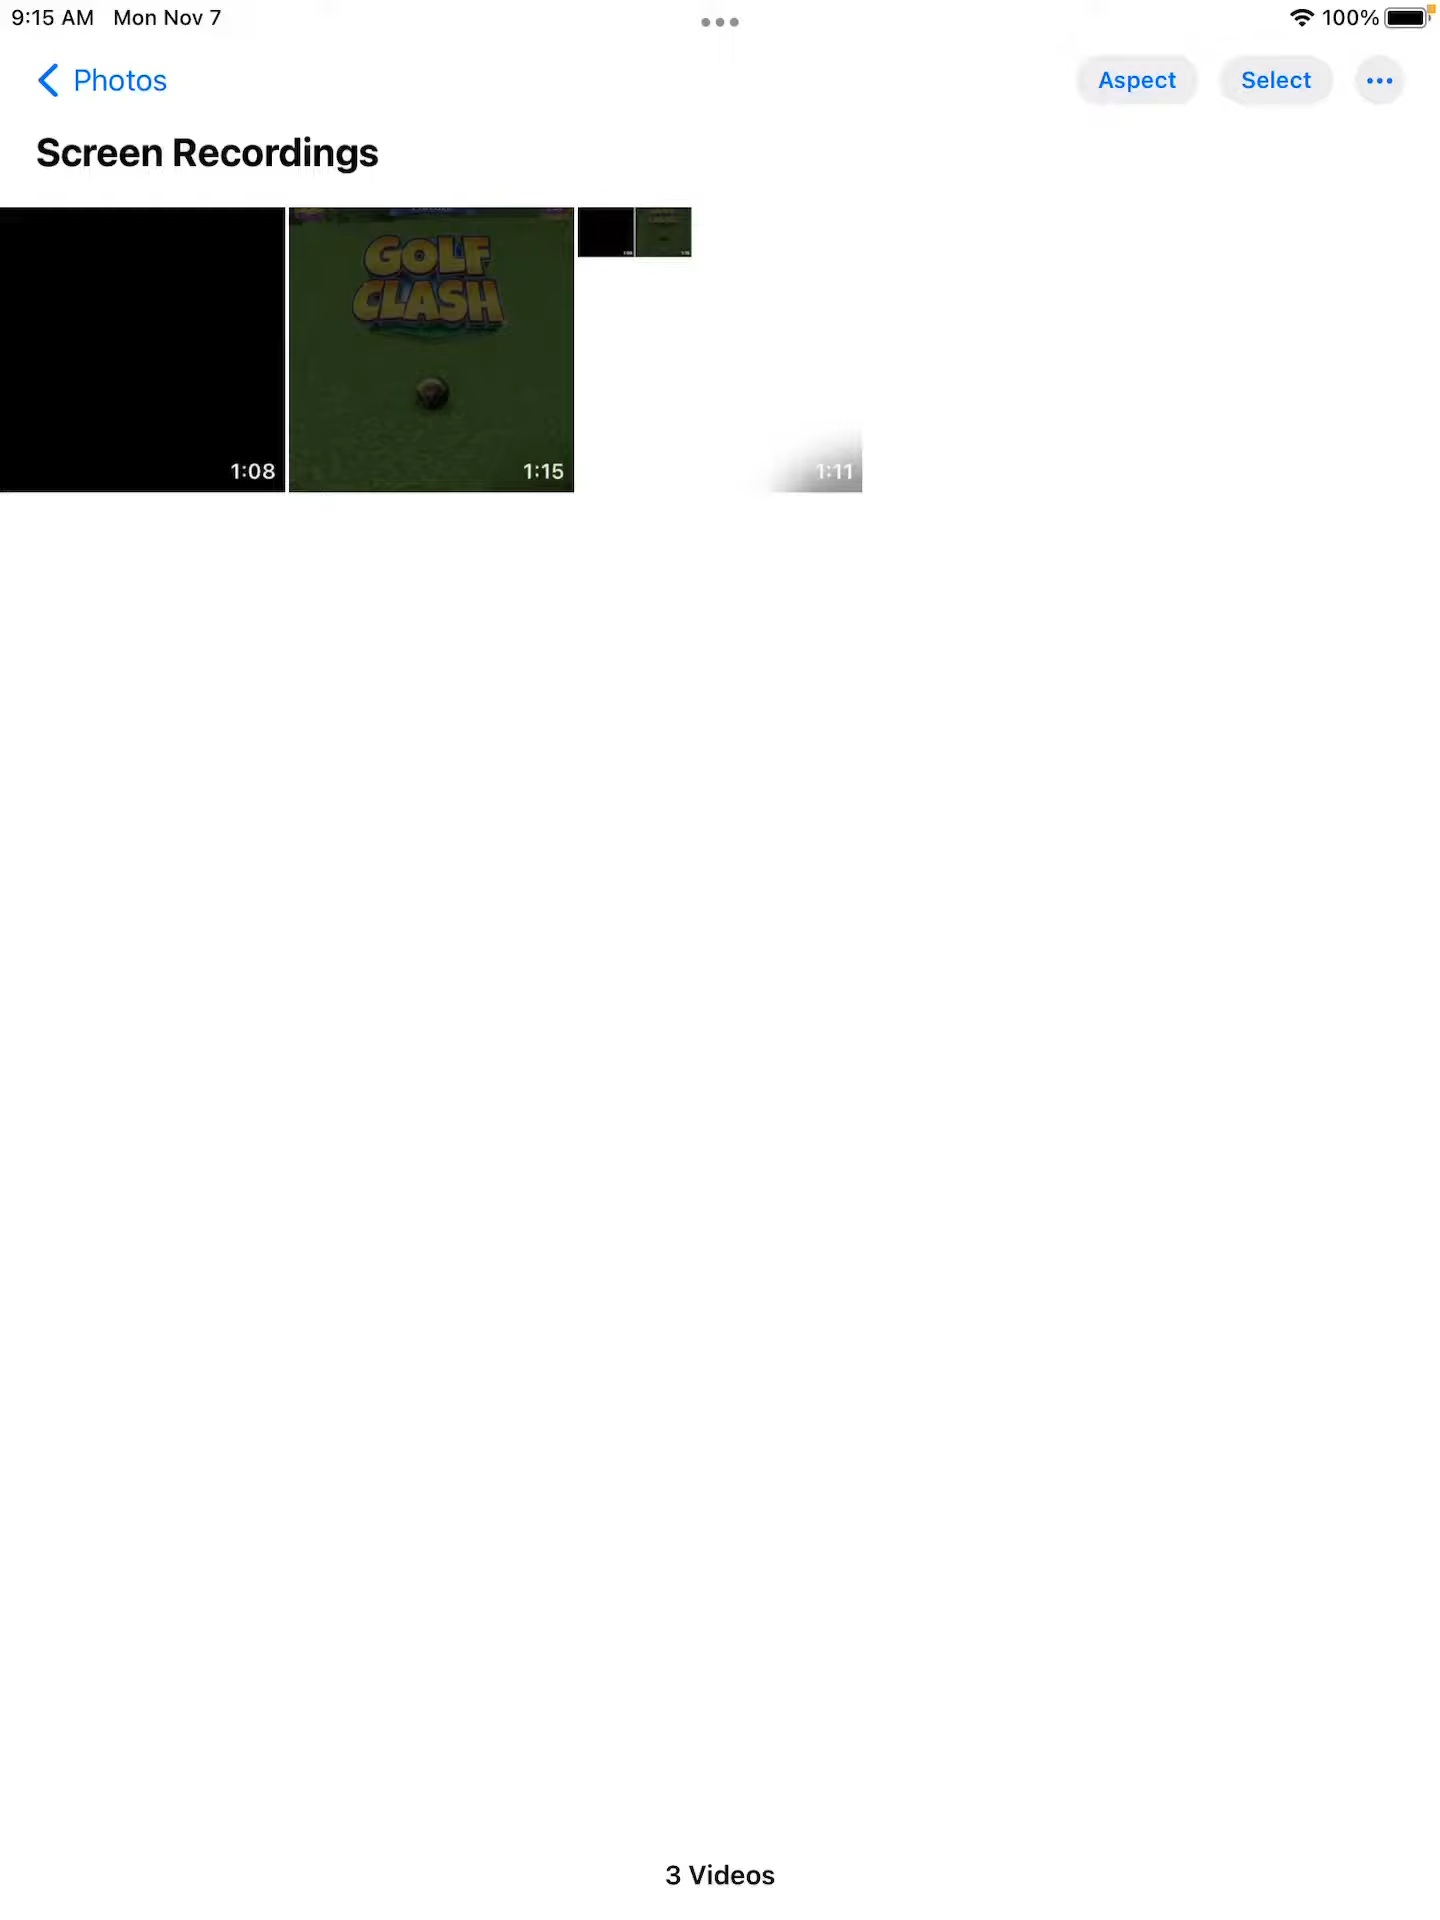 9:15 AM Mon Nov 7
100%
Photos
Aspect
Select
Screen Recordings
GOLF
CLASH
1:08
1:15
1:11
3 Videos